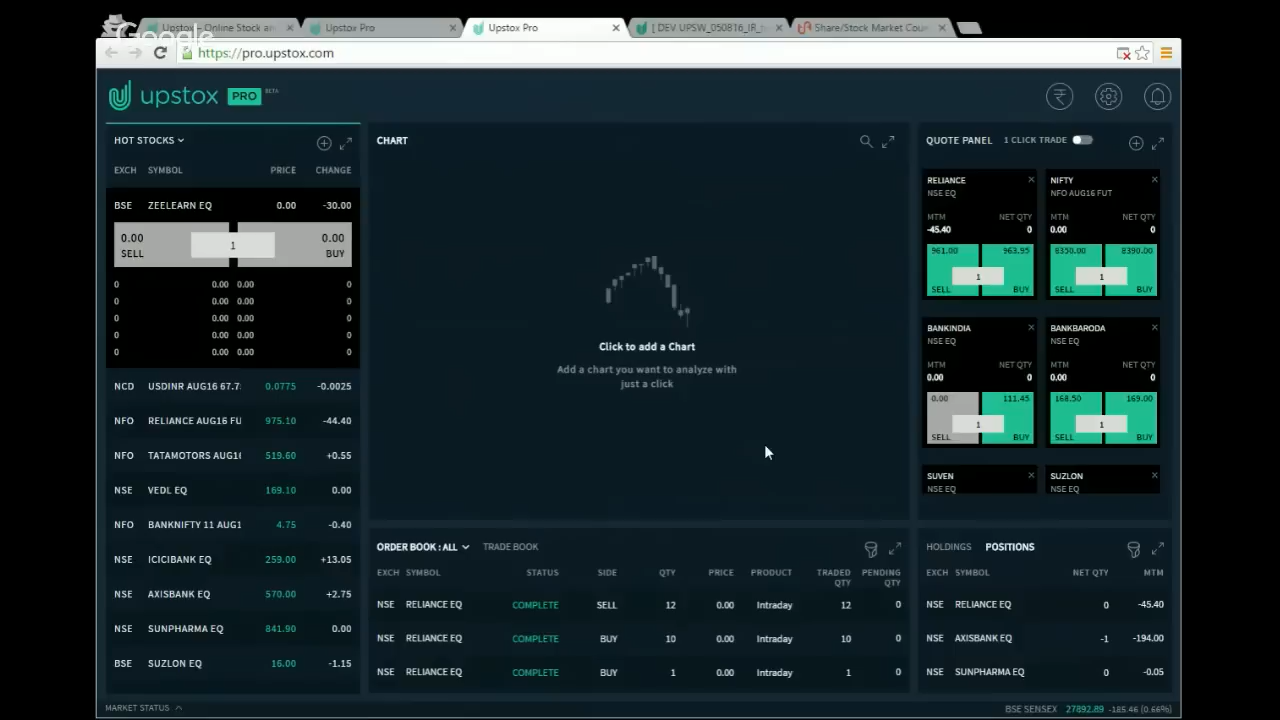 Upstox - Online Stock a
Upstox Pro
Upstox Pro
[ DEV UPSW_050816_IR_
Share/Stock Market Cou
Google
https://pro.upstox.com
upstox PRO BETA
HOT STOCKS
EXCH SYMBOL PRICE CHANGE
BSE ZEELEARN EQ 0.00 -30.00
0.00 1 0.00
SELL BUY
0 0.00 0.00 0
0 0.00 0.00 0
0 0.00 0.00 0
0 0.00 0.00 0
0 0.00 0.00 0
NCD USDINR AUG16 67.7 0.0775 -0.0025
NFO RELIANCE AUG16 FU 975.10 -44.40
NFO TATAMOTORS AUG1 519.60 +0.55
NSE VEDL EQ 169.10 0.00
NFO BANKNIFTY 11 AUG1 4.75 -0.40
NSE ICICIBANK EQ 259.00 +13.05
NSE AXISBANK EQ 570.00 +2.75
NSE SUNPHARMA EQ 841.90 0.00
BSE SUZLON EQ 16.00 -1.15
CHART
Click to add a Chart
Add a chart you want to analyze with
just a click
ORDER BOOK : ALL TRADE BOOK
EXCH SYMBOL STATUS SIDE QTY PRICE PRODUCT TRADED QTY PENDING QTY
NSE RELIANCE EQ COMPLETE SELL 12 0.00 Intraday 12 0
NSE RELIANCE EQ COMPLETE BUY 10 0.00 Intraday 10 0
NSE RELIANCE EQ COMPLETE BUY 1 0.00 Intraday 1 0
QUOTE PANEL 1 CLICK TRADE
RELIANCE
NSE EQ
MTM NET QTY
-45.40 0
961.00 963.95
1
SELL BUY
NIFTY
NFO AUG16 FUT
MTM NET QTY
0.00 0
8350.00 8390.00
1
SELL BUY
BANKINDIA
NSE EQ
MTM NET QTY
0.00 0
0.00 111.45
1
SELL BUY
BANKBARODA
NSE EQ
MTM NET QTY
0.00 0
168.50 169.00
1
SELL BUY
SUVEN
NSE EQ
SUZLON
NSE EQ
HOLDINGS POSITIONS
EXCH SYMBOL NET QTY MTM
NSE RELIANCE EQ 0 -45.40
NSE AXISBANK EQ -1 -194.00
NSE SUNPHARMA EQ 0 -0.05
MARKET STATUS
BSE SENSEX 27892.89 -185.46 (0.66%)